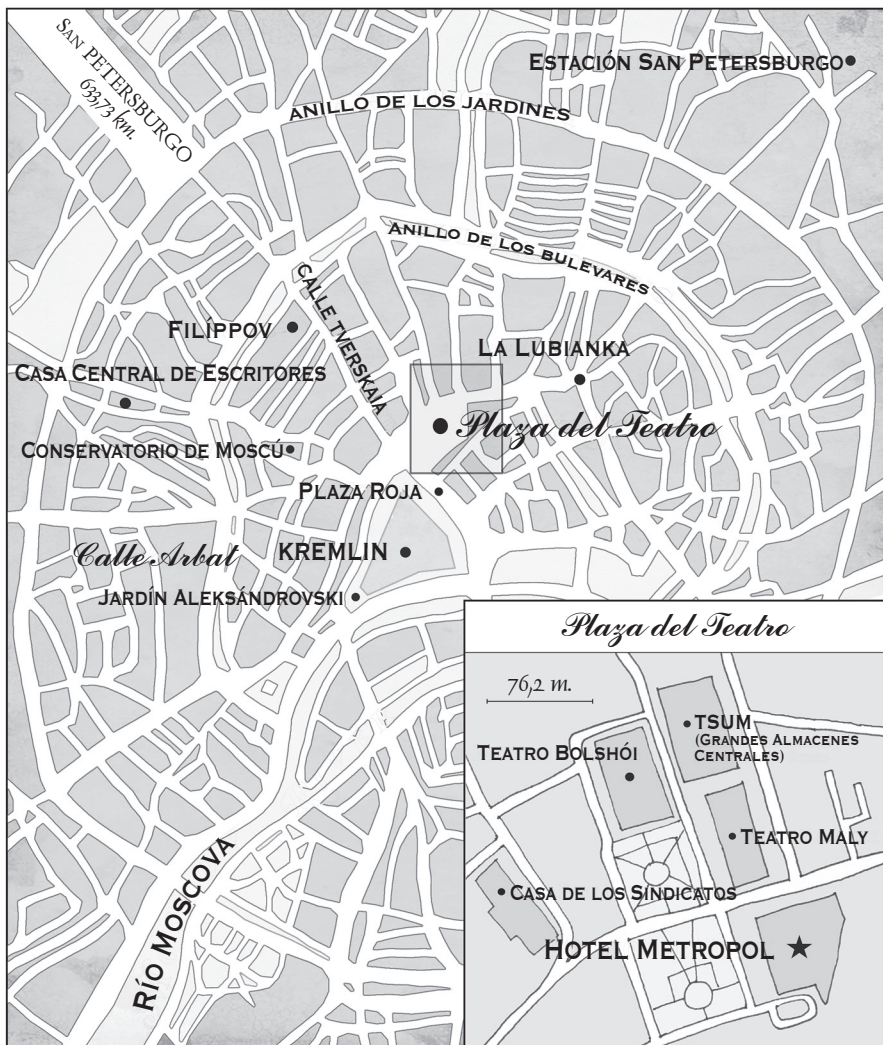 SAN PETERSBURGO
633,73 km.
ESTACIÓN SAN PETERSBURGO
ANILLO DE LOS JARDINES
ANILLO DE LOS BULEVARES
CALLE TVERSKAIA
FILÍPPOV
LA LUBIANKA
CASA CENTRAL DE ESCRITORES
Plaza del Teatro
CONSERVATORIO DE MOSCÚ
PLAZA ROJA
Calle Arbat
KREMLIN
JARDÍN ALEKSÁNDROVSKI
RÍO MOSCOVA
Plaza del Teatro
76,2 m.
TSUM
(GRANDES ALMACENES
CENTRALES)
TEATRO BOLSHÓI
TEATRO MALY
CASA DE LOS SINDICATOS
HOTEL METROPOL